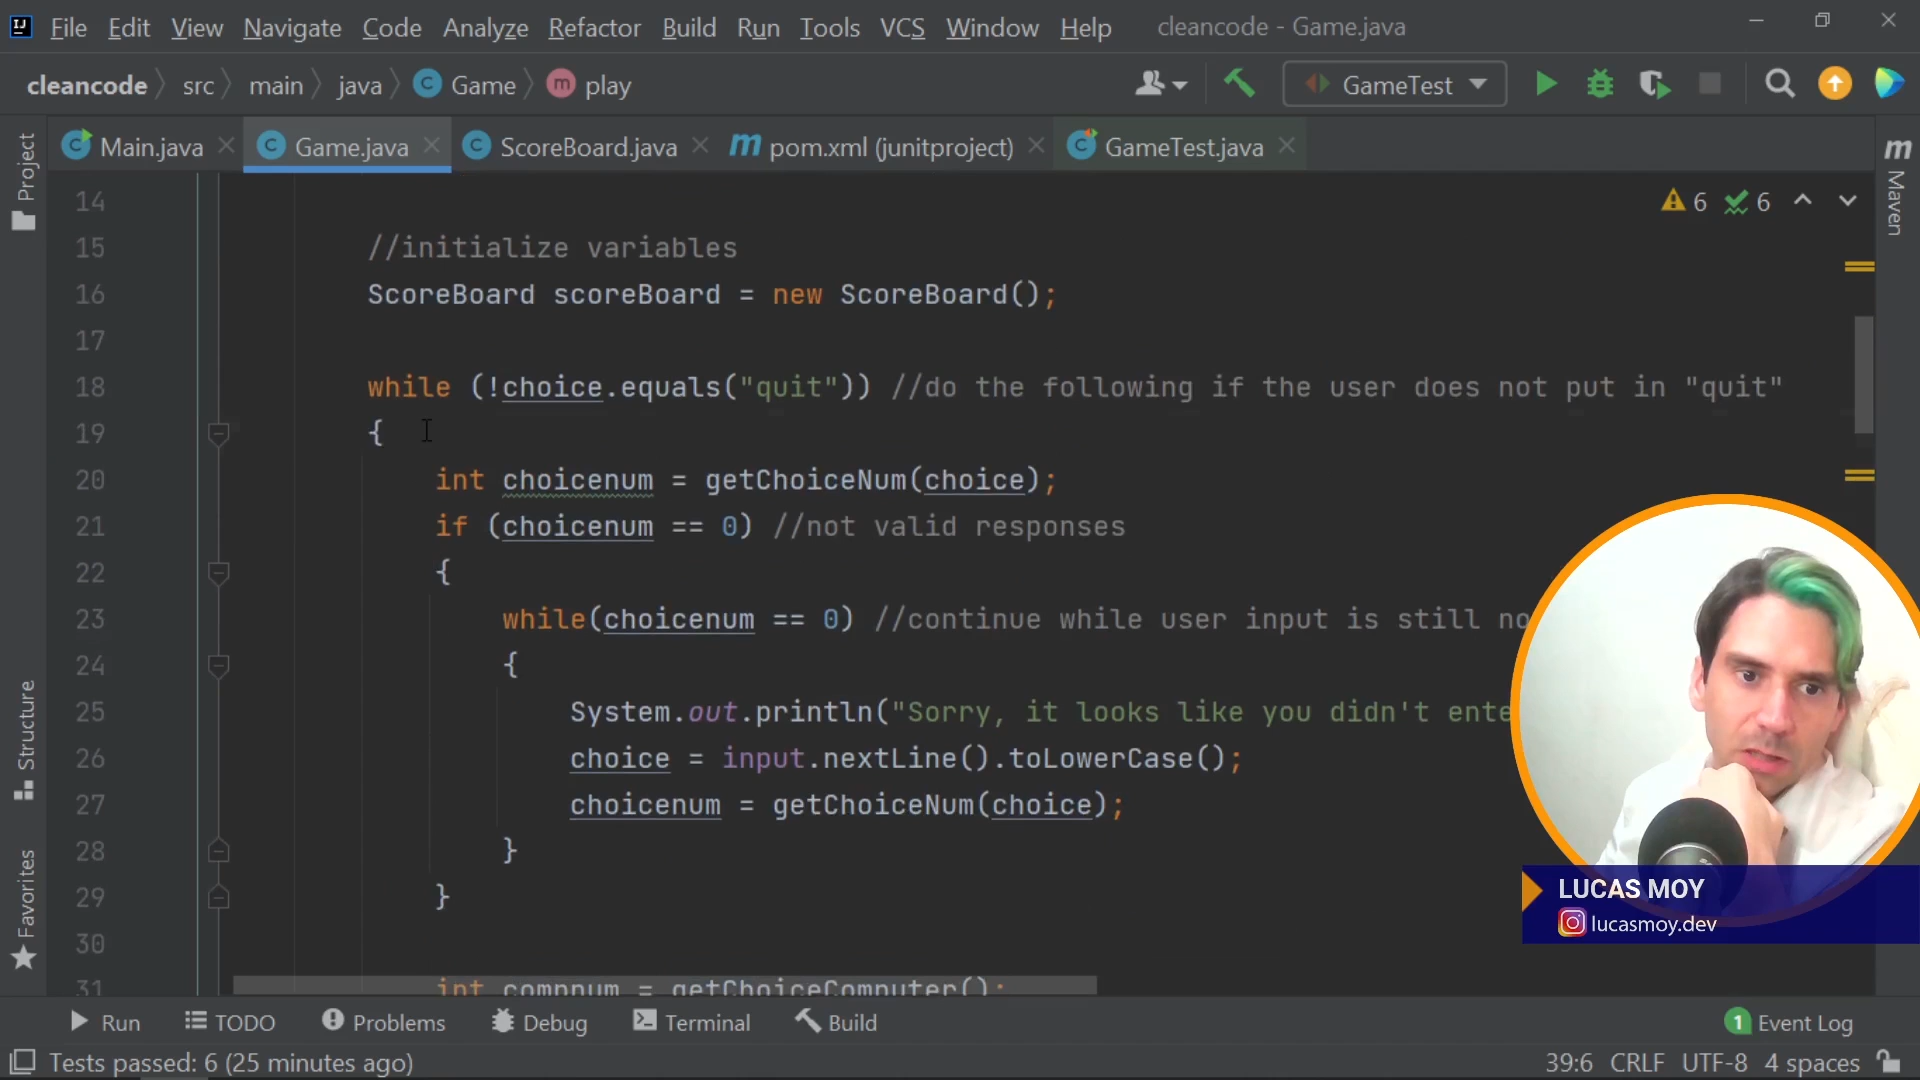 File Edit View Navigate Code Analyze Refactor Build Run Tools VCS Window Help cleancode - Game.java
cleancode src main java Game play GameTest
Main.java Game.java ScoreBoard.java pom.xml (junitproject) GameTest.java
Project
Structure
Favorites
Maven
6 6
14
15 //initialize variables
16 ScoreBoard scoreBoard = new ScoreBoard();
17
18 while (!choice.equals("quit")) //do the following if the user does not put in "quit"
19 {
20 int choicenum = getChoiceNum(choice);
21 if (choicenum == 0) //not valid responses
22 {
23 while(choicenum == 0) //continue while user input is still no
24 {
25 System.out.println("Sorry, it looks like you didn't ente
26 choice = input.nextLine().toLowerCase();
27 choicenum = getChoiceNum(choice);
28 }
29 }
30
31 int compnum = getChoiceComputer();
LUCAS MOY
lucasmoy.dev
Run TODO Problems Debug Terminal Build 1 Event Log
Tests passed: 6 (25 minutes ago) 39:6 CRLF UTF-8 4 spaces